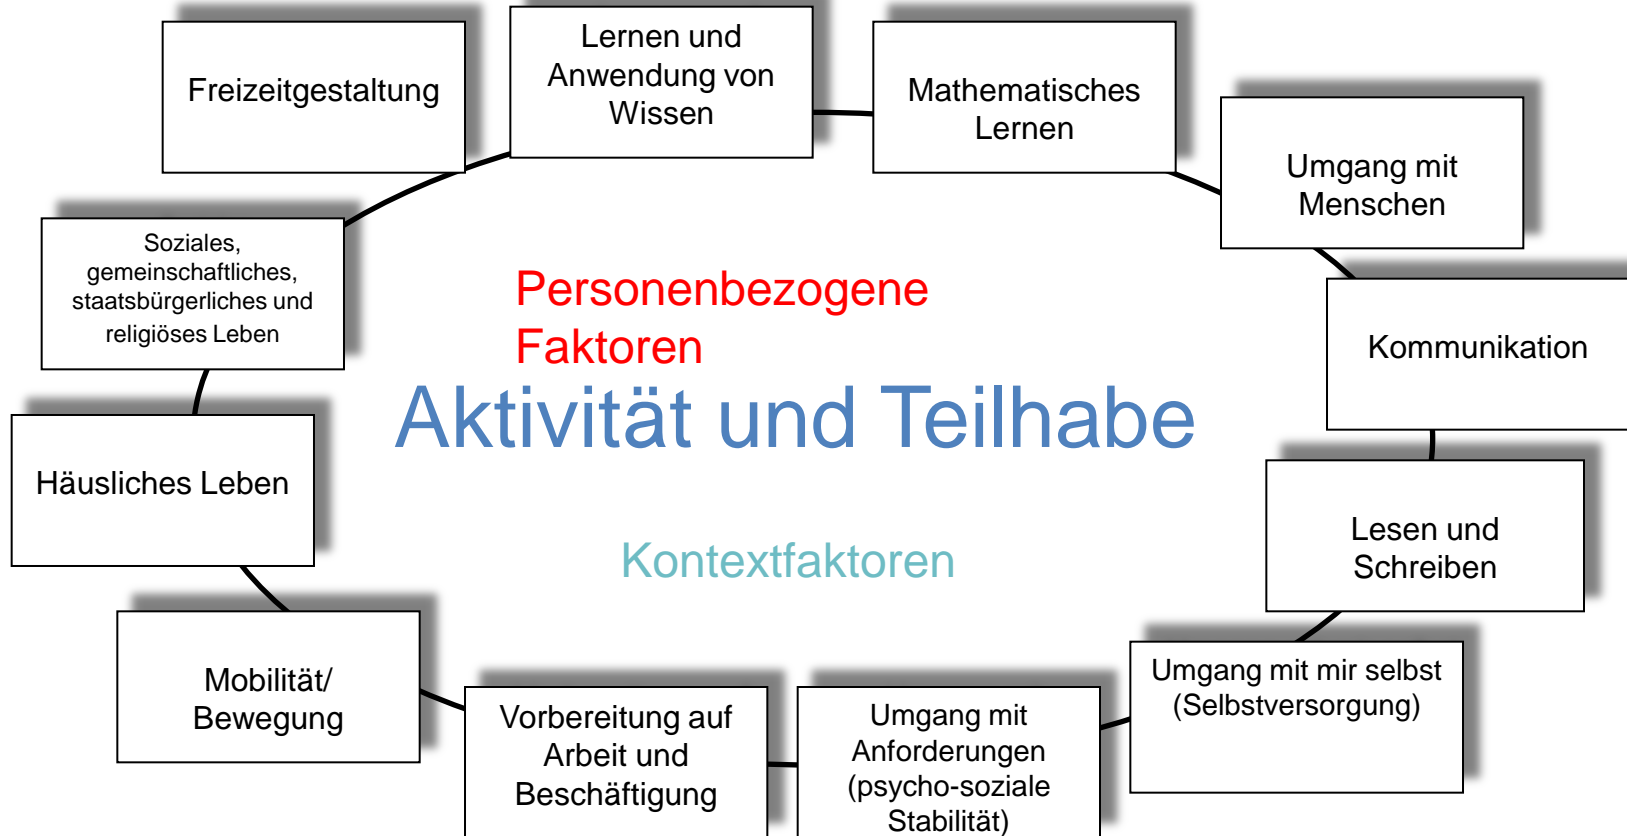 Freizeitgestaltung
Lernen und
Anwendung von
Wissen
Mathematisches
Lernen
Umgang mit
Menschen
Soziales,
gemeinschaftliches,
staatsbürgerliches und
religiöses Leben
Personenbezogene
Faktoren
Kommunikation
Aktivität und Teilhabe
Häusliches Leben
Lesen und
Schreiben
Kontextfaktoren
Mobilität/
Bewegung
Vorbereitung auf
Arbeit und
Beschäftigung
Umgang mit
Anforderungen
(psycho-soziale
Stabilität)
Umgang mit mir selbst
(Selbstversorgung)